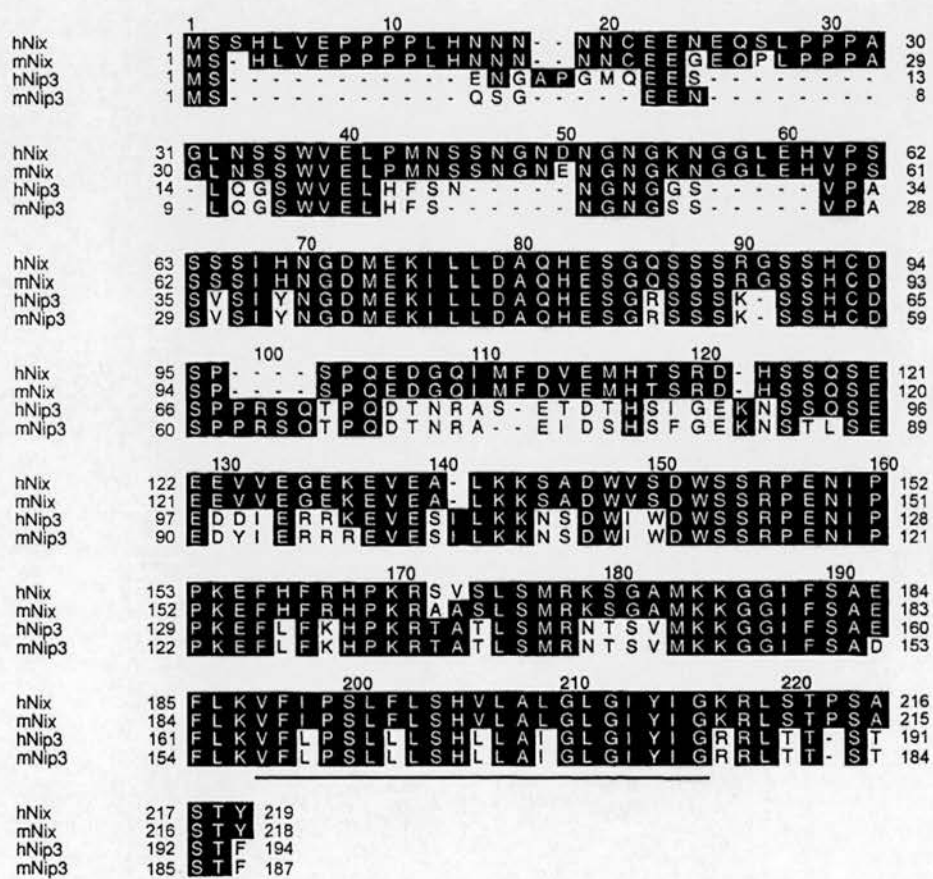 1 10 20 30
hNix 1 M S S H L V E P P P P L H N N N - - N N C E E N E Q S L P P P A 30
mNix 1 M S - H L V E P P P P L H N N N - - N N C E E G E Q P L P P P A 29
hNip3 1 M S - - - - - - - - - - - E N G A P G M Q E E S - - - - - - - - 13
mNip3 1 M S - - - - - - - - - - - Q S G - - - - - E E N - - - - - - - - 8
40 50 60
hNix 31 G L N S S W V E L P M N S S N G N D N G N G K N G G L E H V P S 62
mNix 30 G L N S S W V E L P M N S S N G N E N G N G K N G G L E H V P S 61
hNip3 14 - L Q G S W V E L H F S N - - - - - N G N G G S - - - - - V P A 34
mNip3 9 - L Q G S W V E L H F S - - - - - - N G N G S S - - - - - V P A 28
70 80 90
hNix 63 S S S I H N G D M E K I L L D A Q H E S G Q S S S R G S S H C D 94
mNix 62 S S S I H N G D M E K I L L D A Q H E S G Q S S S R G S S H C D 93
hNip3 35 S V S I Y N G D M E K I L L D A Q H E S G R S S S K - S S H C D 65
mNip3 29 S V S I Y N G D M E K I L L D A Q H E S G R S S S K - S S H C D 59
100 110 120
hNix 95 S P - - - - S P Q E D G Q I M F D V E M H T S R D - H S S Q S E 121
mNix 94 S P - - - - S P Q E D G Q I M F D V E M H T S R D - H S S Q S E 120
hNip3 66 S P P R S Q T P Q D T N R A S - E T D T H S I G E K N S S Q S E 96
mNip3 60 S P P R S Q T P Q D T N R A - - E I D S H S F G E K N S T L S E 89
130 140 150 160
hNix 122 E E V V E G E K E V E A - L K K S A D W V S D W S S R P E N I P 152
mNix 121 E E V V E G E K E V E A - L K K S A D W V S D W S S R P E N I P 151
hNip3 97 E D D I E R R K E V E S I L K K N S D W I W D W S S R P E N I P 128
mNip3 90 E D Y I E R R R E V E S I L K K N S D W I W D W S S R P E N I P 121
170 180 190
hNix 153 P K E F H F R H P K R S V S L S M R K S G A M K K G G I F S A E 184
mNix 152 P K E F H F R H P K R A A S L S M R K S G A M K K G G I F S A E 183
hNip3 129 P K E F L F K H P K R T A T L S M R N T S V M K K G G I F S A E 160
mNip3 122 P K E F L F K H P K R T A T L S M R N T S V M K K G G I F S A D 153
200 210 220
hNix 185 F L K V F I P S L F L S H V L A L G L G I Y I G K R L S T P S A 216
mNix 184 F L K V F I P S L F L S H V L A L G L G I Y I G K R L S T P S A 215
hNip3 161 F L K V F L P S L L L S H L L A I G L G I Y I G R R L T T - S T 191
mNip3 154 F L K V F L P S L L L S H L L A I G L G I Y I G R R L T T - S T 184
hNix 217 S T Y 219
mNix 216 S T Y 218
hNip3 192 S T F 194
mNip3 185 S T F 187